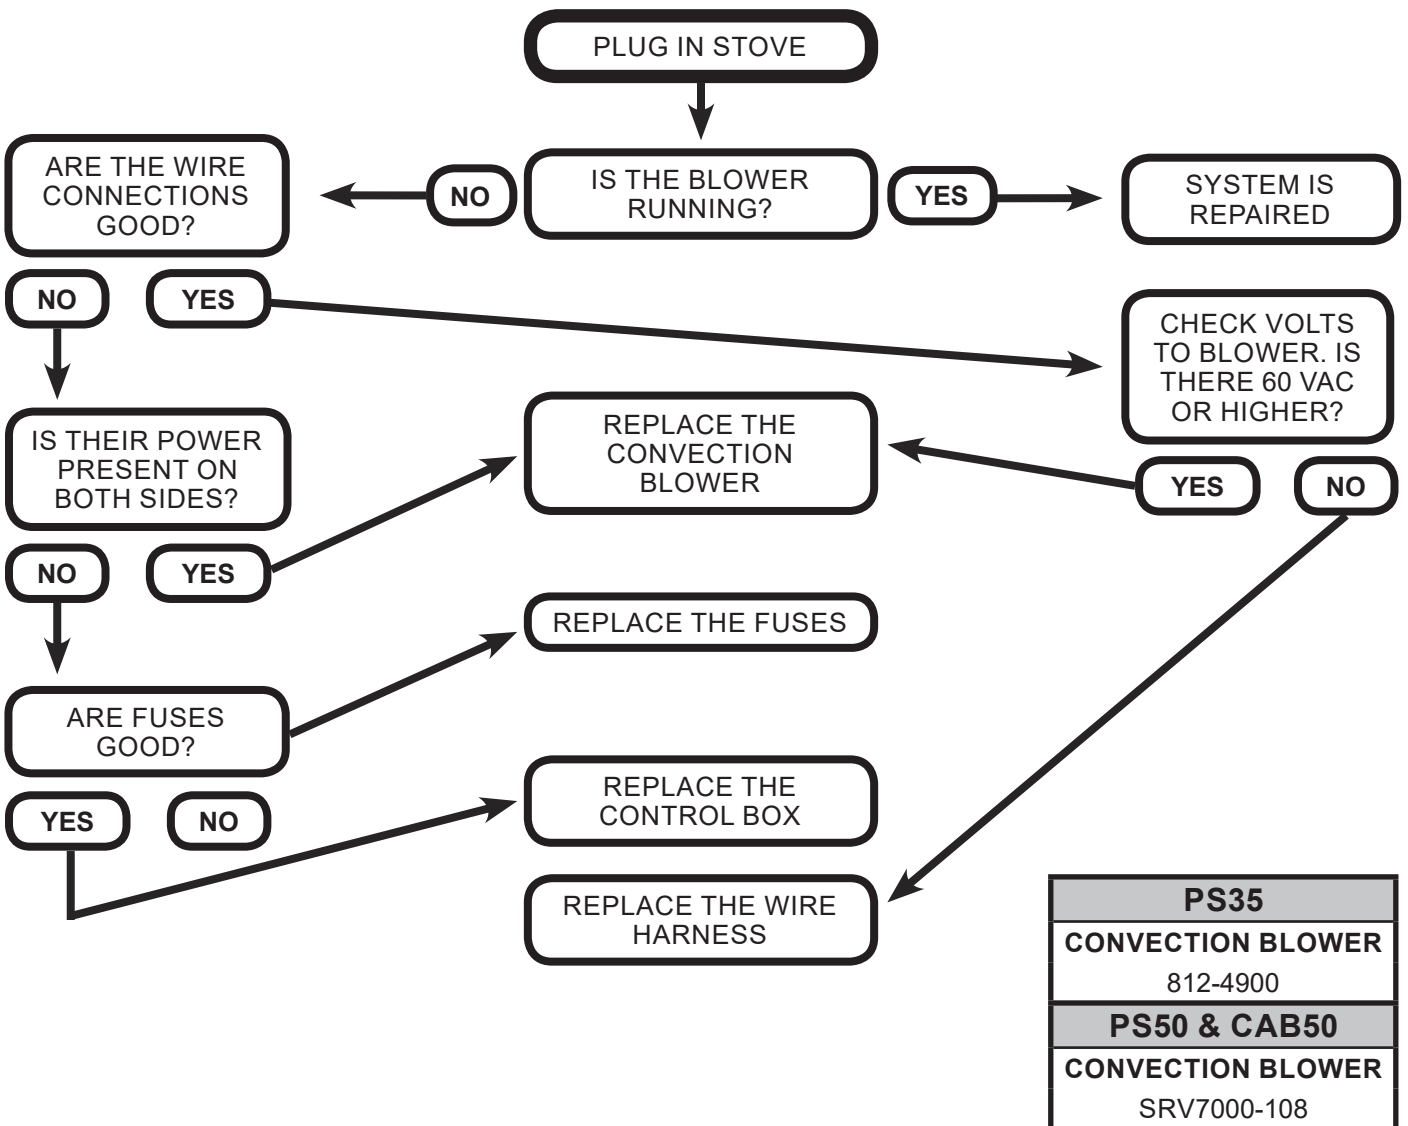 PLUG IN STOVE
ARE THE WIRE
CONNECTIONS
GOOD?
NO
IS THE BLOWER
RUNNING?
YES
SYSTEM IS
REPAIRED
NO
YES
CHECK VOLTS
TO BLOWER. IS
THERE 60 VAC
OR HIGHER?
IS THEIR POWER
PRESENT ON
BOTH SIDES?
REPLACE THE
CONVECTION
BLOWER
YES
NO
NO
YES
REPLACE THE FUSES
ARE FUSES
GOOD?
REPLACE THE
CONTROL BOX
YES
NO
REPLACE THE WIRE
HARNESS
PS35
CONVECTION BLOWER
812-4900
PS50 & CAB50
CONVECTION BLOWER
SRV7000-108